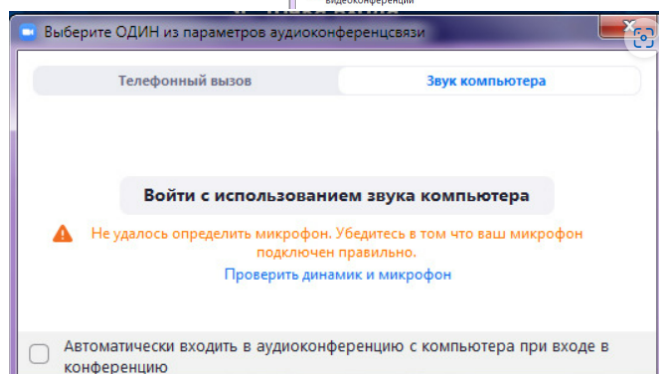 видеоконференции
Выберите ОДИН из параметров аудиоконференцсвязи
Телефонный вызов
Звук компьютера
Войти с использованием звука компьютера
Не удалось определить микрофон. Убедитесь в том что ваш микрофон
подключен правильно.
Проверить динамик и микрофон
Автоматически входить в аудиоконференцию с компьютера при входе в
конференцию